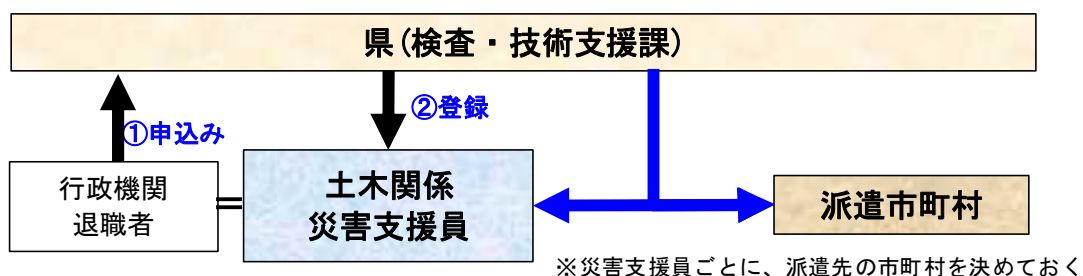 県(検査・技術支援課)
①申込み
②登録
行政機関
退職者
土木関係
災害支援員
派遣市町村
※災害支援員ごとに、派遣先の市町村を決めておく